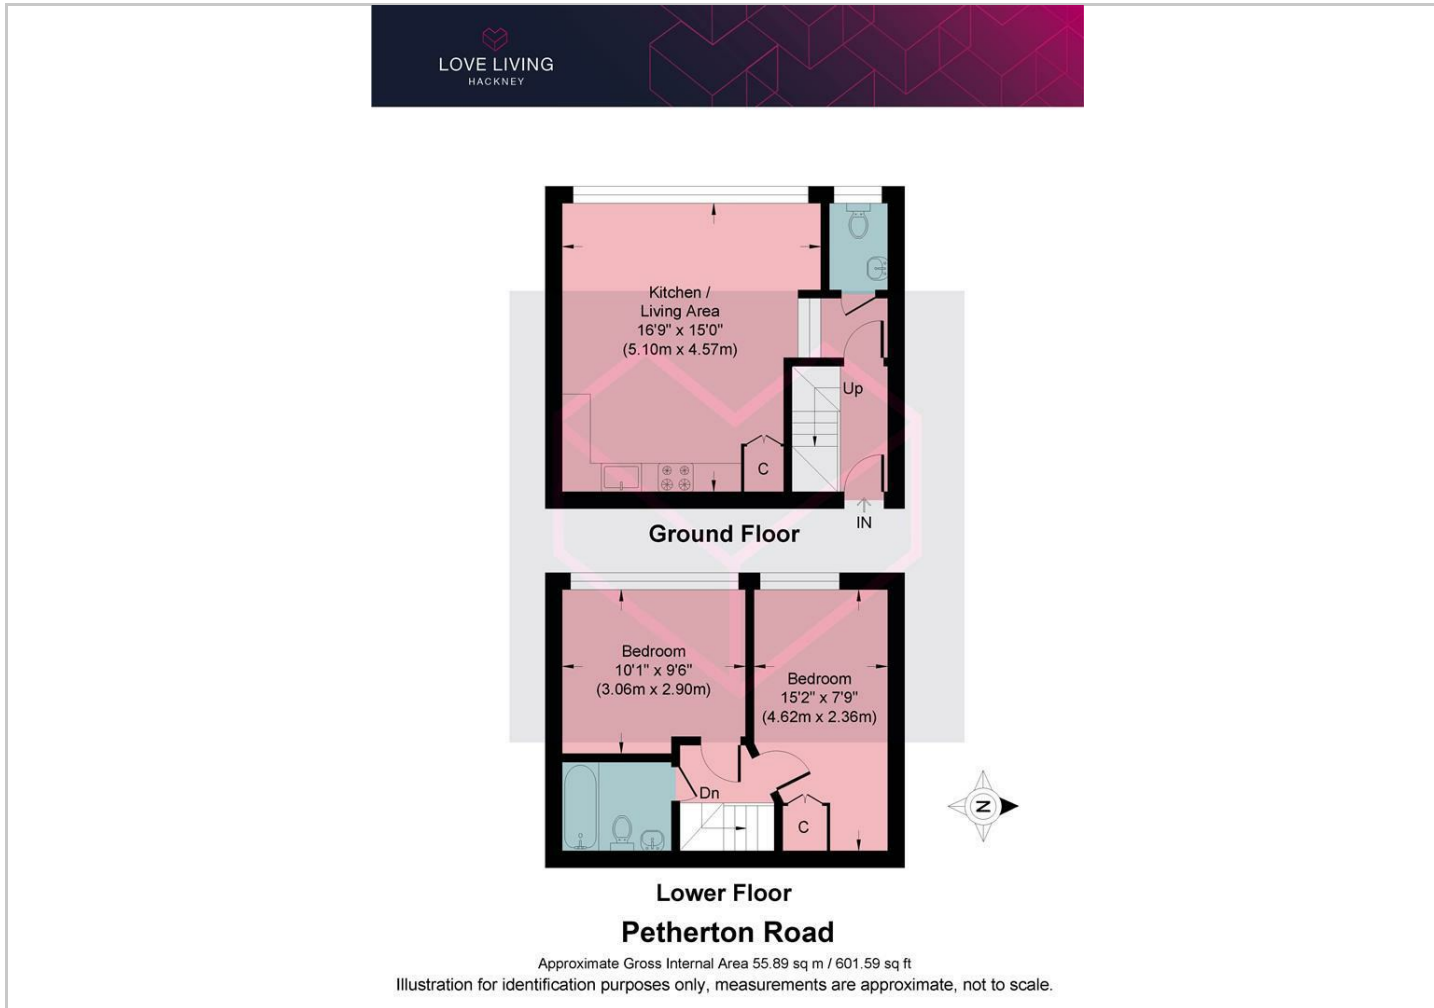 LOVE LIVING
HACKNEY
Kitchen /
Living Area
16'9" x 15'0"
(5.10m x 4.57m)
Up
C
IN
Ground Floor
Bedroom
10'1" x 9'6"
(3.06m x 2.90m)
Bedroom
15'2" x 7'9"
(4.62m x 2.36m)
Dn
C
N
Lower Floor
Petherton Road
Approximate Gross Internal Area 55.89 sq m / 601.59 sq ft
Illustration for identification purposes only, measurements are approximate, not to scale.